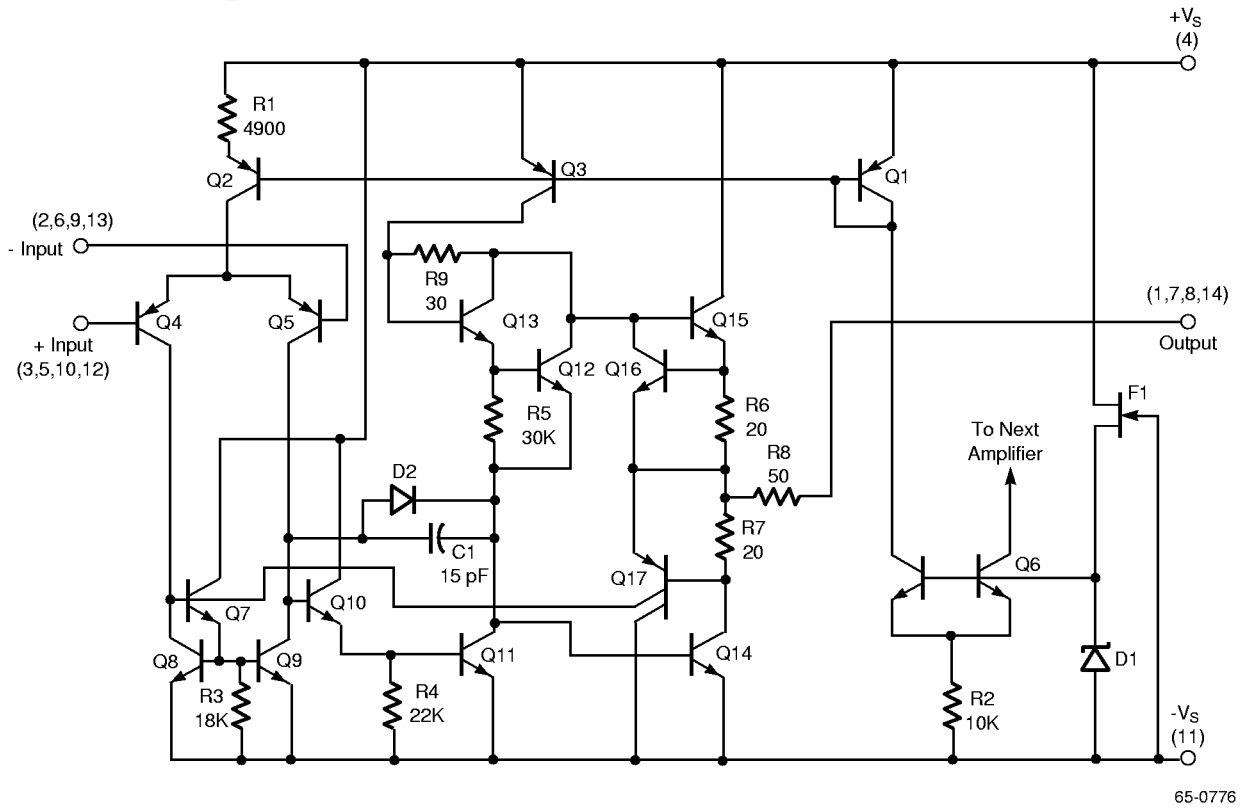 +VS
(4)
R1
4900
Q2
Q3
Q1
(2,6,9,13)
- Input
R9
30
Q4
Q5
Q13
Q15
(1,7,8,14)
Output
+ Input
(3,5,10,12)
Q12
Q16
F1
R5
30K
R6
20
To Next
Amplifier
D2
R8
50
C1
15 pF
R7
20
Q17
Q6
Q7
Q10
Q8
Q9
Q11
Q14
D1
R3
18K
R4
22K
R2
10K
-VS
(11)
65-0776